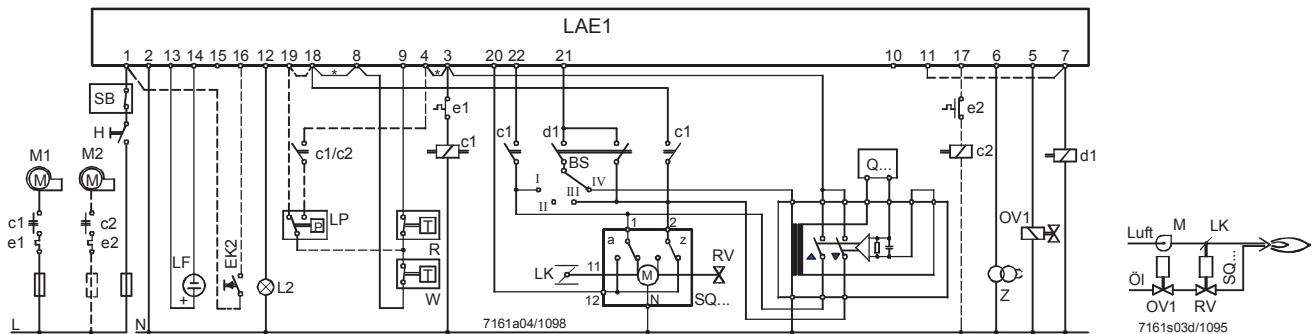 LAE1
1 2 13 14 15 16 12 19 18 8 9 4 3 20 22 21 10 11 17 6 5 7
* *
SB
H
e1
e2
c1 d1 c1
c1
c2
d1
M1 M2
M M
c1/c2
BS
Q...
I IV
III
II
LP
P
T
R
c1 c2
e1 e2
EK2
LF
+
L2
T
W
1 2
a z
LK 11 M RV
12 N SQ...
OV1
Z
L N
7161a04/1098
M LK
Luft
Öl
SQ...
OV1 RV
7161s03d/1095